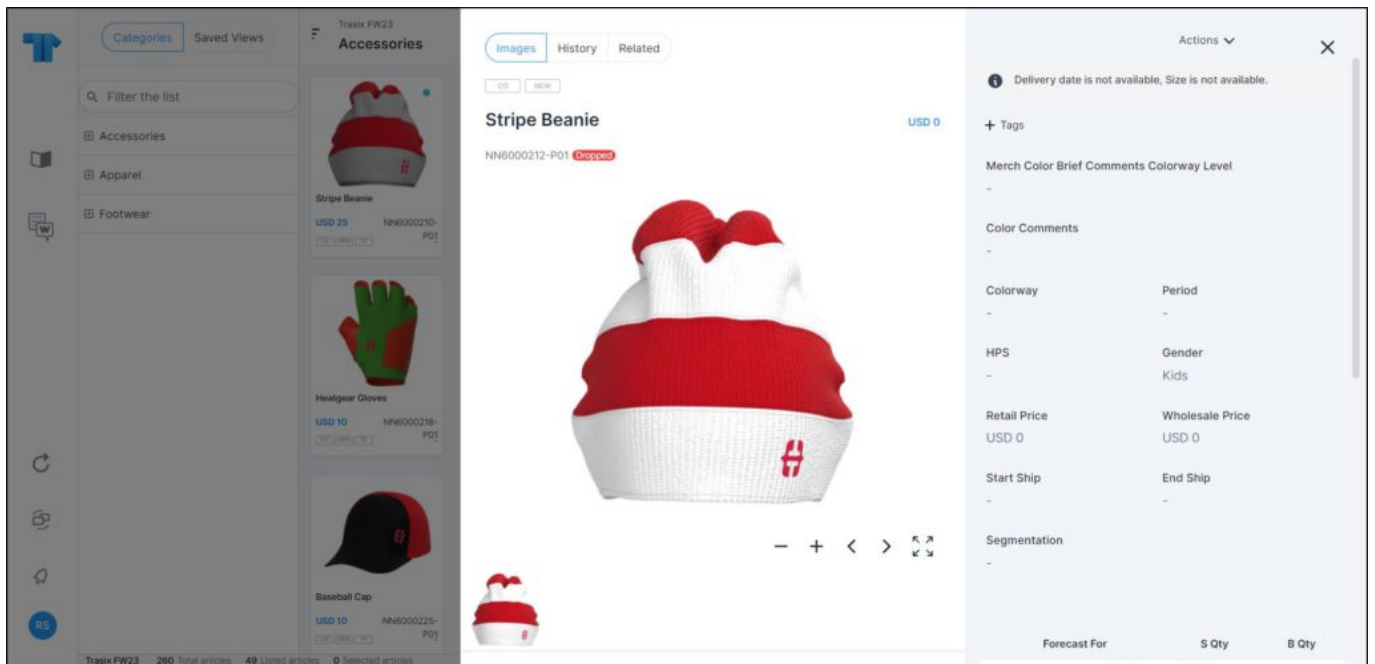 Categories
Saved Views
Filter the list
Accessories
Apparel
Footwear
RS
Trasix FW23
Accessories
Stripe Beanie
USD 25
NN6000210-
P01
Heatgear Gloves
USD 10
NN6000218-
P01
Baseball Cap
USD 10
NN6000225-
P01
Trasix FW23 260 Total articles 49 Listed articles 0 Selected articles
Images
History
Related
CO NEW
Stripe Beanie
USD 0
NN6000212-P01 Dropped
Actions
Delivery date is not available, Size is not available.
+ Tags
Merch Color Brief Comments Colorway Level
-
Color Comments
-
Colorway
Period
-
-
HPS
Gender
-
Kids
Retail Price
Wholesale Price
USD 0
USD 0
Start Ship
End Ship
-
-
Segmentation
-
Forecast For
S Qty
B Qty